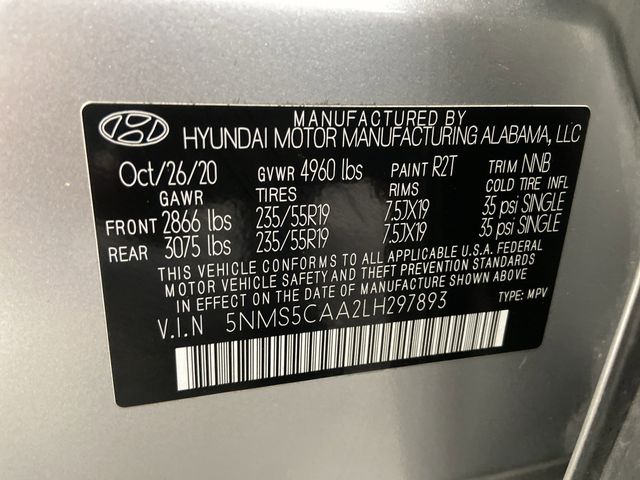 MANUFACTURED BY
HYUNDAI MOTOR MANUFACTURING ALABAMA, LLC
Oct/26/20 GVWR 4960 lbs PAINT R2T TRIM NNB
GAWR TIRES RIMS COLD TIRE INFL
FRONT 2866 lbs 235/55R19 7.5JX19 35 psi SINGLE
REAR 3075 lbs 235/55R19 7.5JX19 35 psi SINGLE
THIS VEHICLE CONFORMS TO ALL APPLICABLE U.S.A. FEDERAL
MOTOR VEHICLE SAFETY AND THEFT PREVENTION STANDARDS
IN EFFECT ON THE DATE OF MANUFACTURE SHOWN ABOVE
V.I.N 5NMS5CAA2LH297893 TYPE: MPV